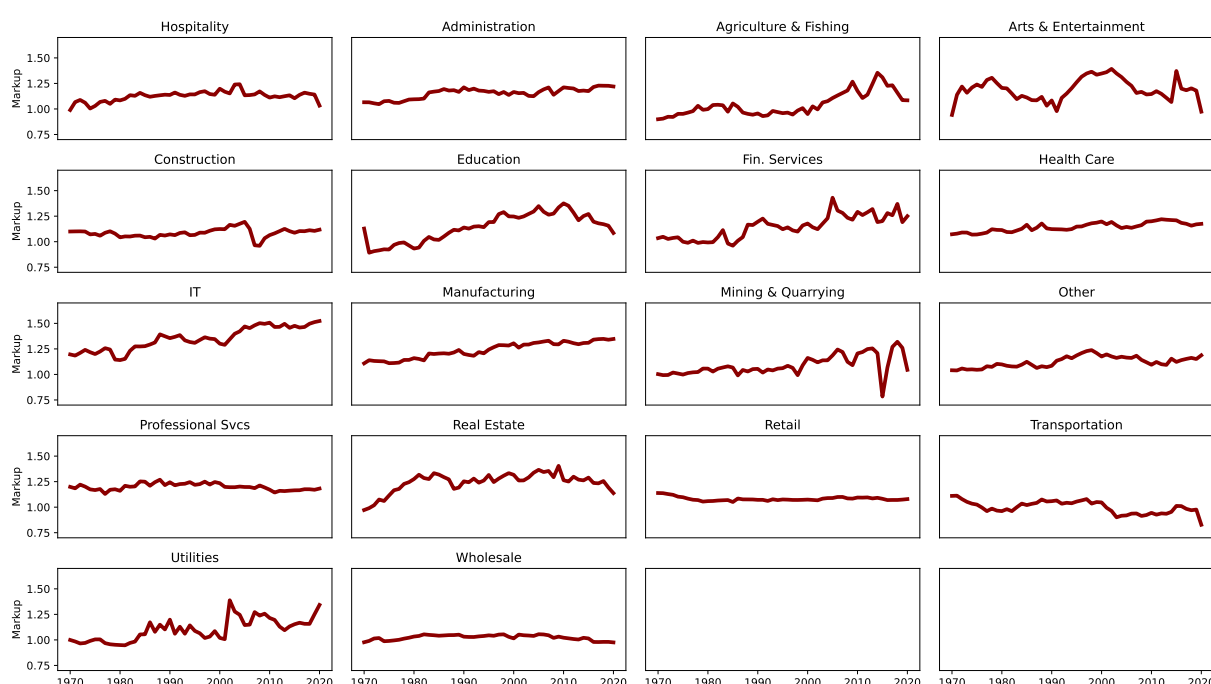 Hospitality Administration Agriculture & Fishing Arts & Entertainment
1.50
1.25
1.00
0.75
Markup
Construction Education Fin. Services Health Care
1.50
1.25
1.00
0.75
Markup
IT Manufacturing Mining & Quarrying Other
1.50
1.25
1.00
0.75
Markup
Professional Svcs Real Estate Retail Transportation
1.50
1.25
1.00
0.75
Markup
Utilities Wholesale
1.50
1.25
1.00
0.75
Markup
1970 1980 1990 2000 2010 2020 1970 1980 1990 2000 2010 2020 1970 1980 1990 2000 2010 2020 1970 1980 1990 2000 2010 2020